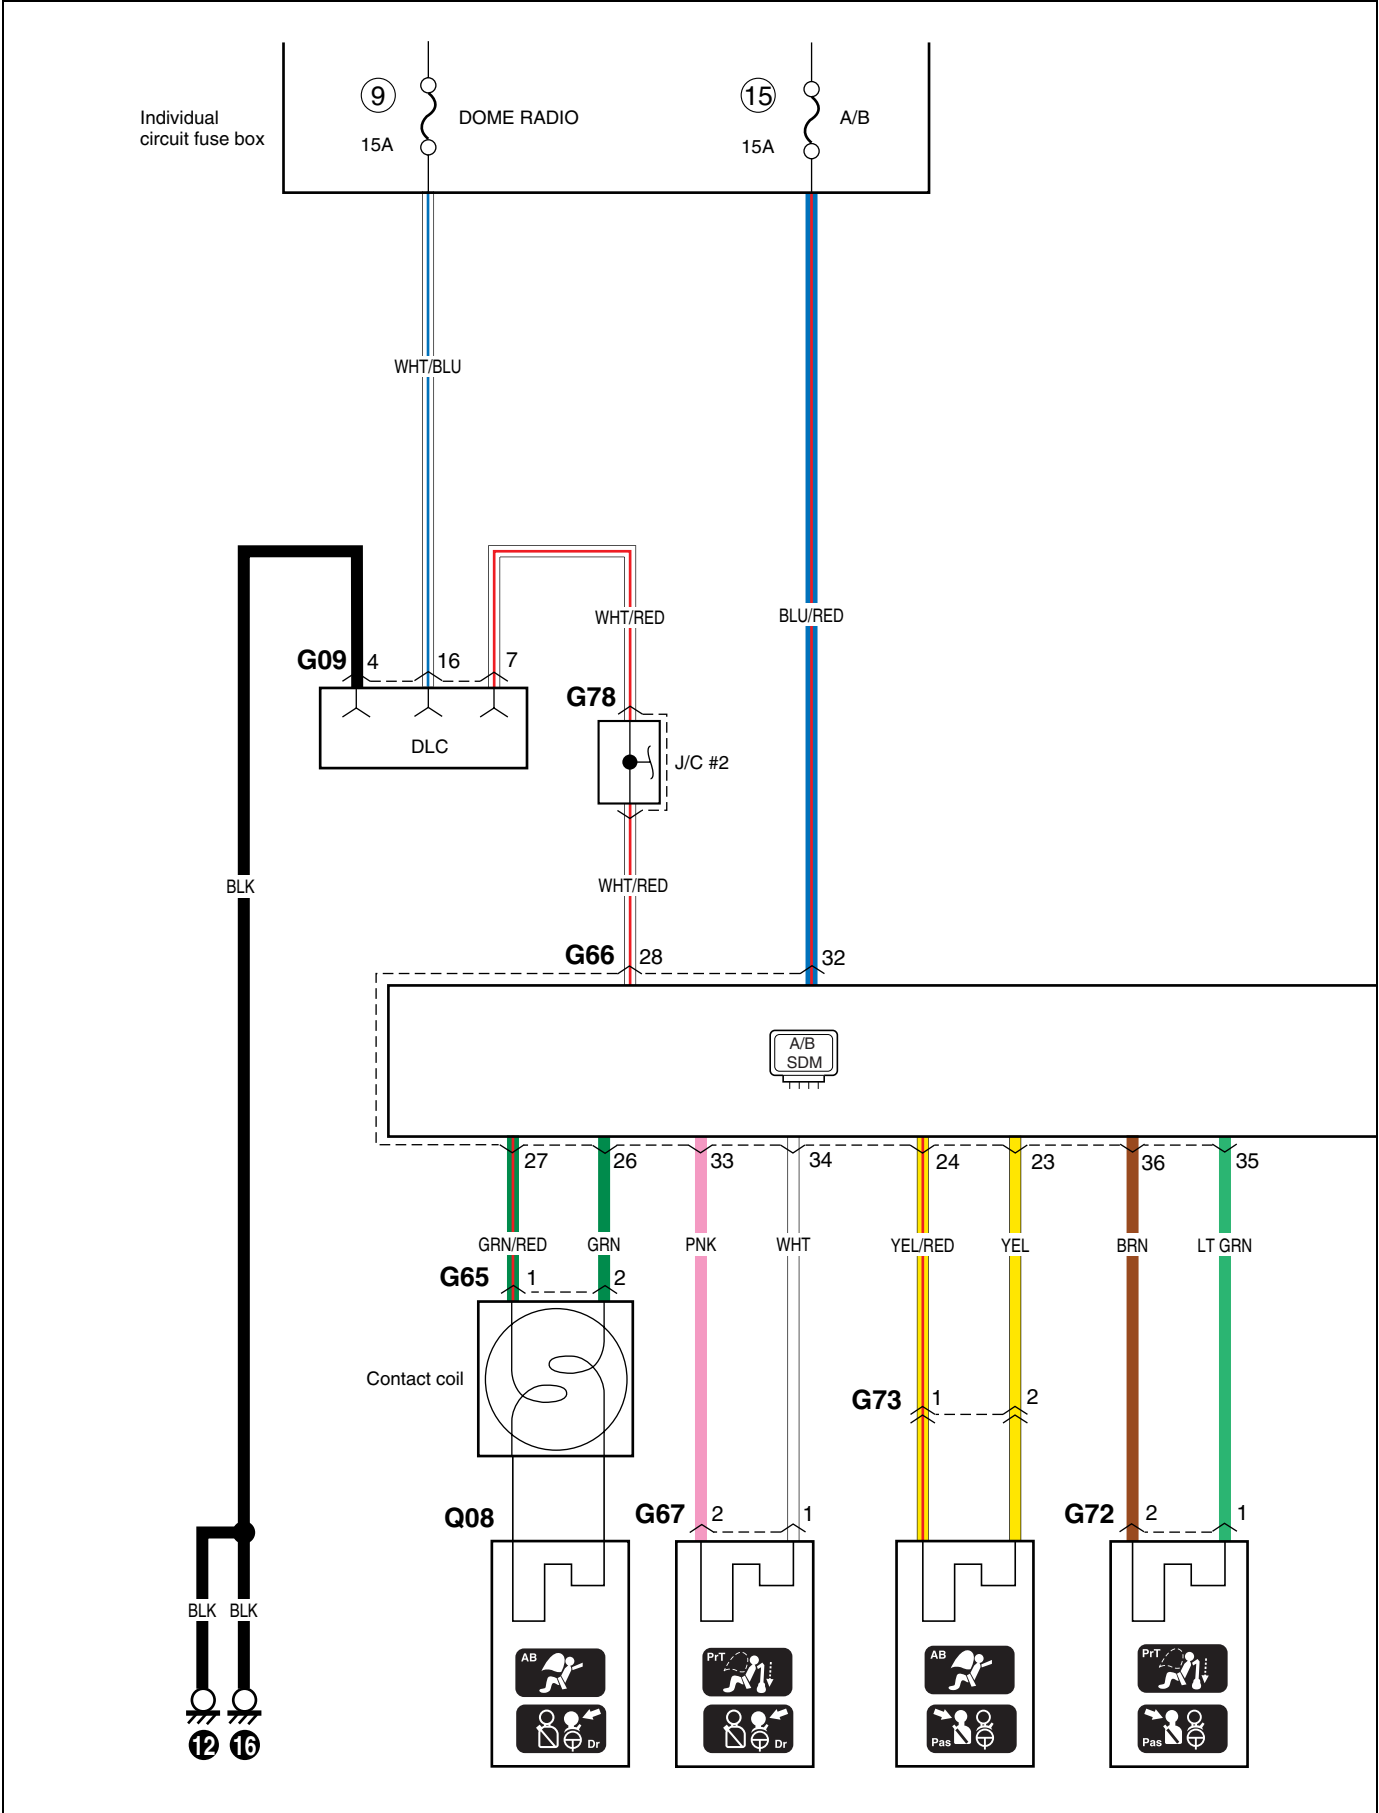 9
15A
DOME RADIO
15
15A
A/B
Individual
circuit fuse box
WHT/BLU
WHT/RED
BLU/RED
G09
4
16
7
G78
DLC
J/C #2
BLK
WHT/RED
G66
28
32
A/B
SDM
27
26
33
34
24
23
36
35
GRN/RED
GRN
PNK
WHT
YEL/RED
YEL
BRN
LT GRN
G65
1
2
Contact coil
G73
1
2
Q08
G67
2
1
G72
2
1
BLK
BLK
AB
PrT
AB
PrT
Dr
Dr
Pas
Pas
12
16